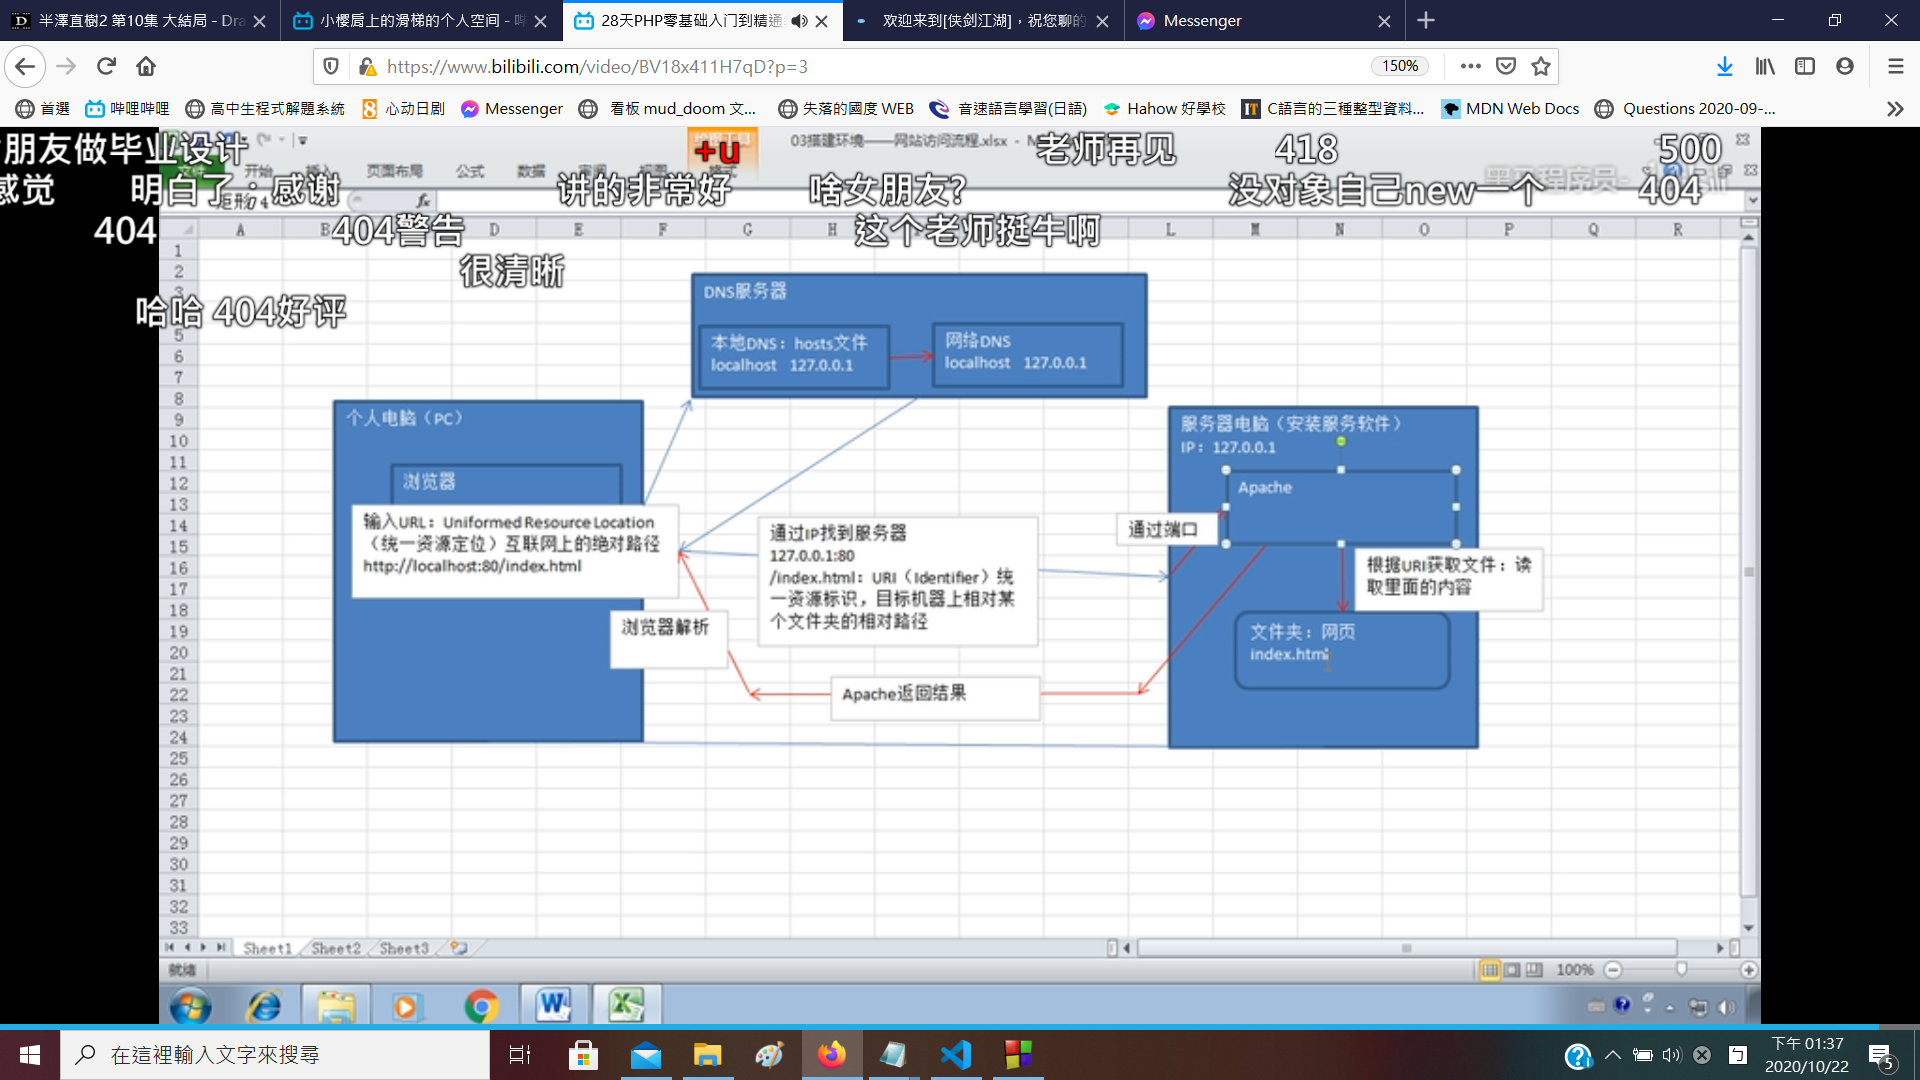 半澤直樹2 第10集 大結局 - Dra
小樱肩上的滑梯的个人空间 - 哔
28天PHP零基础入门到精通
欢迎来到[侠剑江湖]，祝您聊的
Messenger
https://www.bilibili.com/video/BV18x411H7qD?p=3
150%
首選
哔哩哔哩
高中生程式解題系統
心动日剧
Messenger
看板 mud_doom 文...
失落的國度 WEB
音速語言學習(日語)
Hahow 好學校
C語言的三種整型資料...
MDN Web Docs
Questions 2020-09-...
朋友做毕业设计
+u
03搭建环境——网站访问流程.xlsx - M
老师再见
418
500
文件
开始
插入
页面布局
公式
数据
审阅
视图
格式
感觉
明白了；感谢
讲的非常好
啥女朋友?
没对象自己new一个
黑马程序员
404
矩形 4
fx
404
404警告
这个老师挺牛啊
A B D E F G H L M N O P Q R
很清晰
哈哈 404好评
1
2
3
5
6
7
8
9
10
11
12
13
14
15
16
17
18
19
20
21
22
23
24
25
26
27
28
29
30
31
32
33
DNS服务器
本地DNS：hosts文件
localhost 127.0.0.1
网络DNS
localhost 127.0.0.1
个人电脑（PC）
浏览器
输入URL：Uniformed Resource Location
（统一资源定位）互联网上的绝对路径
http://localhost:80/index.html
浏览器解析
通过IP找到服务器
127.0.0.1:80
/index.html：URI（Identifier）统
一资源标识，目标机器上相对某
个文件夹的相对路径
Apache返回结果
通过端口
服务器电脑（安装服务软件）
IP：127.0.0.1
Apache
根据URI获取文件：读
取里面的内容
文件夹：网页
index.html
Sheet1
Sheet2
Sheet3
就绪
100%
在這裡輸入文字來搜尋
下午 01:37
2020/10/22
5